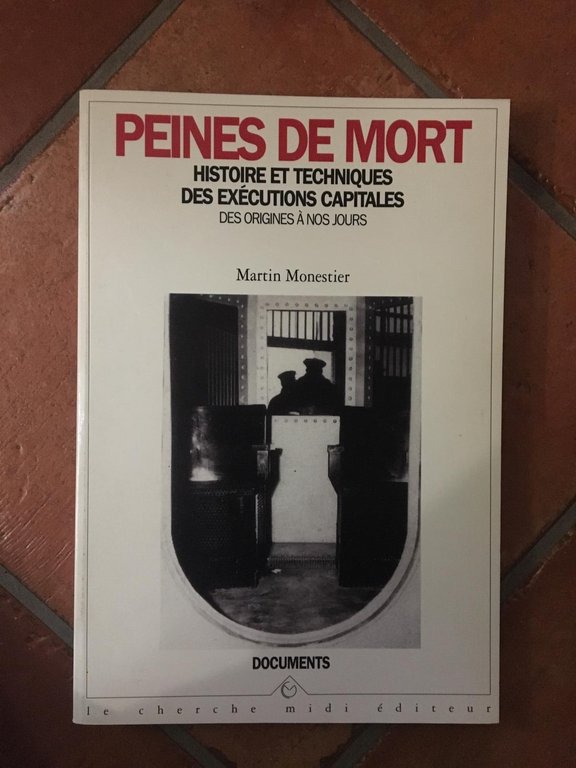 PEINES DE MORT
HISTOIRE ET TECHNIQUES
DES EXÉCUTIONS CAPITALES
DES ORIGINES À NOS JOURS
Martin Monestier
DOCUMENTS
le cherche midi éditeur